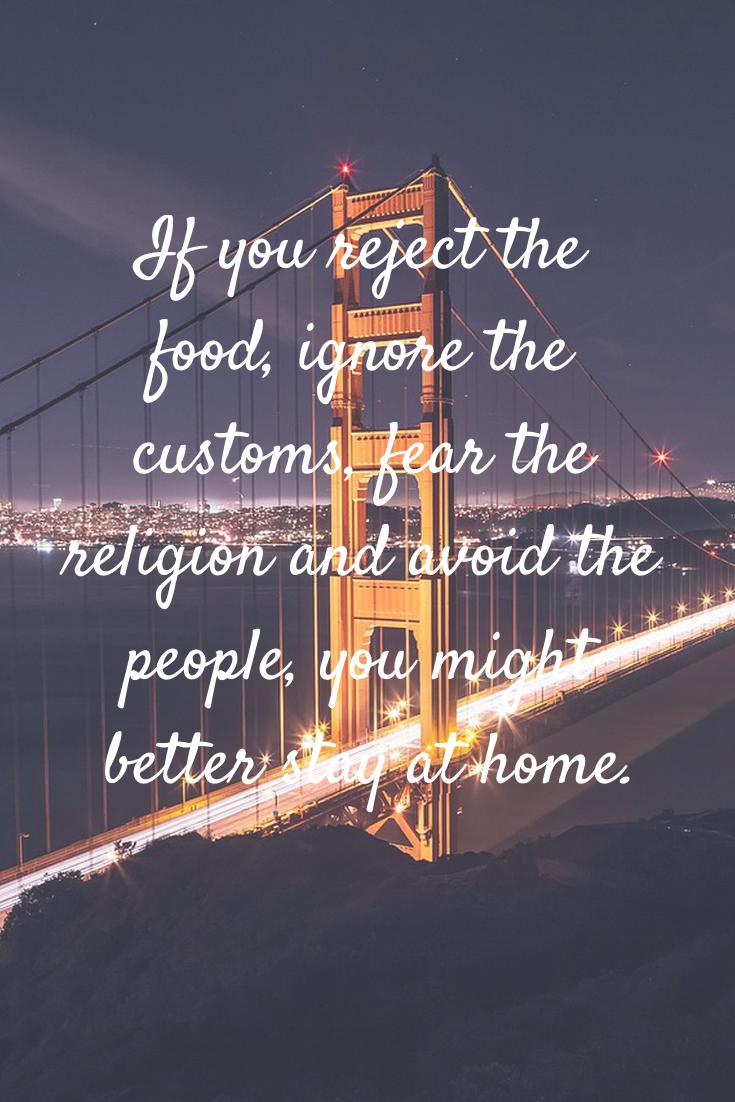 If you reject the
food, ignore the
customs, fear the
religion and avoid the
people, you might
better stay at home.